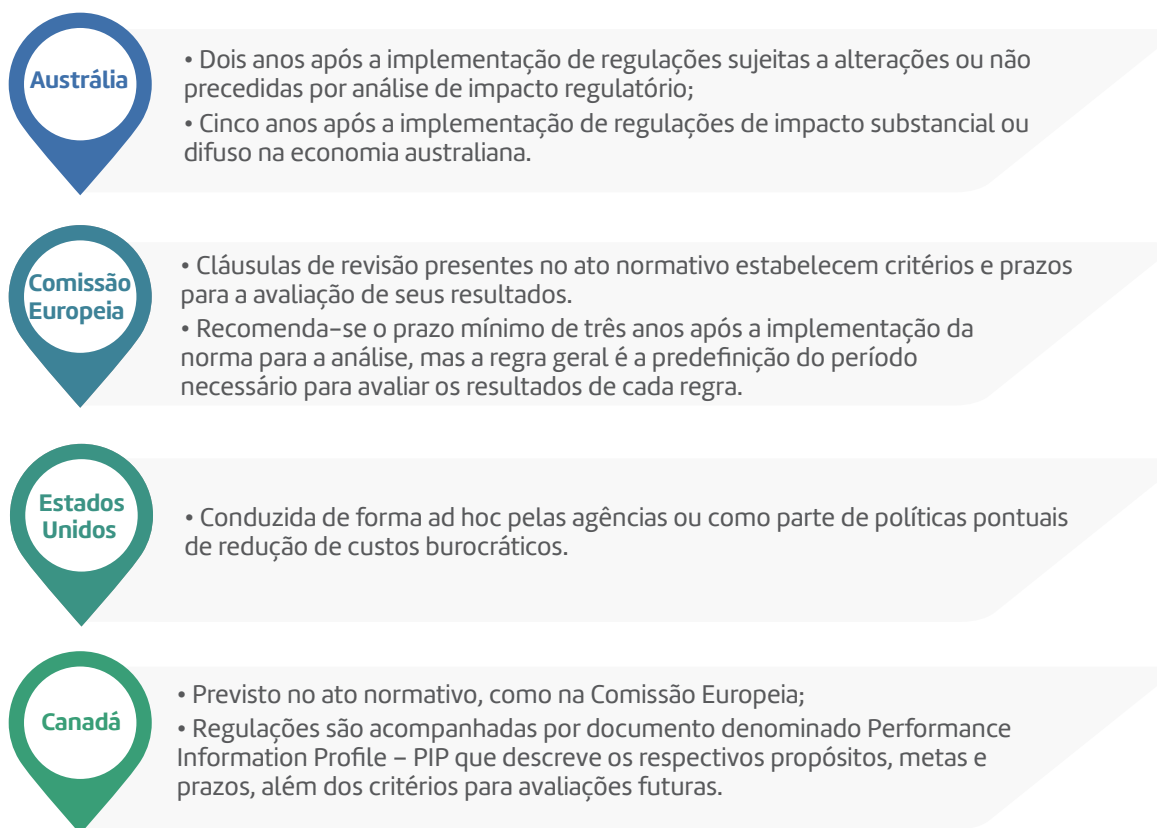 Austrália
• Dois anos após a implementação de regulações sujeitas a alterações ou não
precedidas por análise de impacto regulatório;
• Cinco anos após a implementação de regulações de impacto substancial ou
difuso na economia australiana.
Comissão
Europeia
• Cláusulas de revisão presentes no ato normativo estabelecem critérios e prazos
para a avaliação de seus resultados.
• Recomenda-se o prazo mínimo de três anos após a implementação da
norma para a análise, mas a regra geral é a predefinição do período
necessário para avaliar os resultados de cada regra.
Estados
Unidos
• Conduzida de forma ad hoc pelas agências ou como parte de políticas pontuais
de redução de custos burocráticos.
Canadá
• Previsto no ato normativo, como na Comissão Europeia;
• Regulações são acompanhadas por documento denominado Performance
Information Profile – PIP que descreve os respectivos propósitos, metas e
prazos, além dos critérios para avaliações futuras.